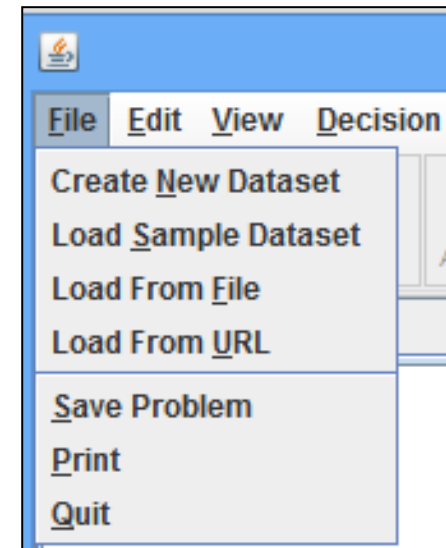 File Edit View Decision
Create New Dataset
Load Sample Dataset
Load From File
Load From URL
Save Problem
Print
Quit